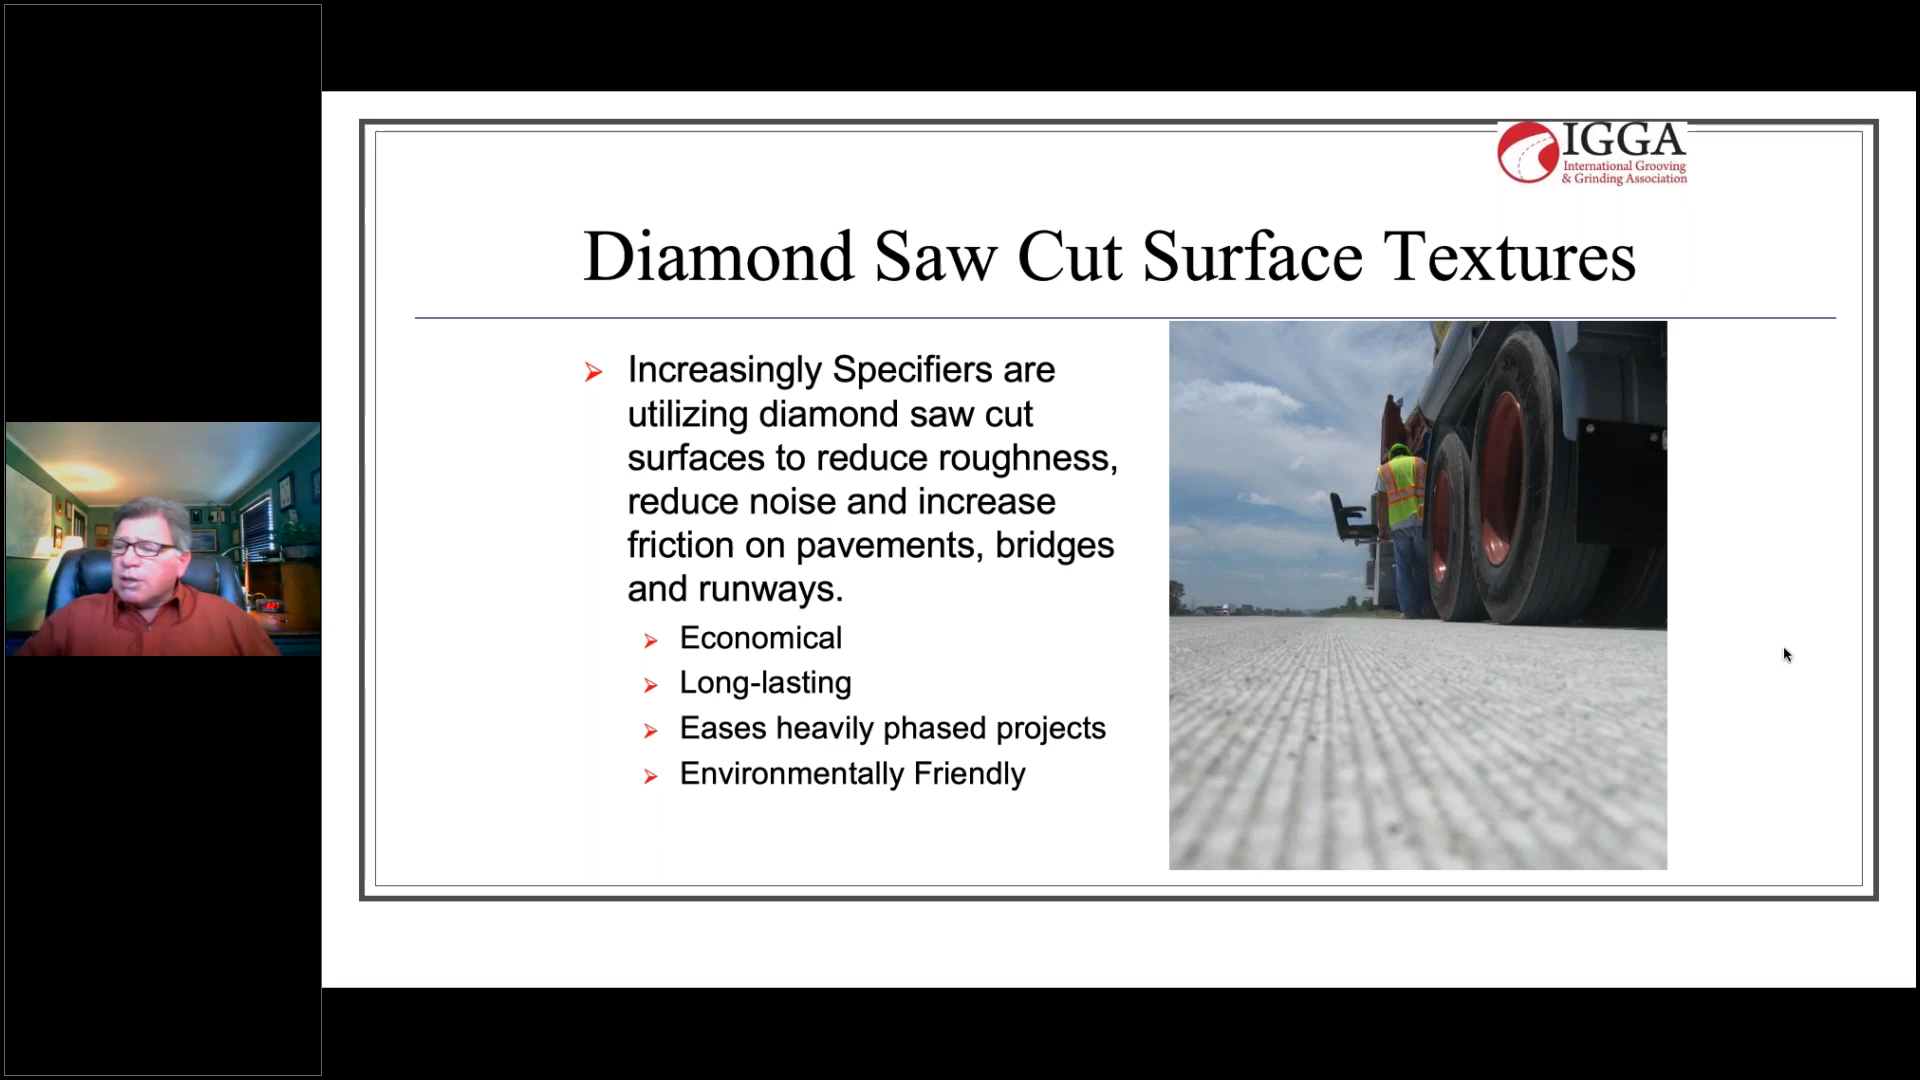 IGGA
International Grooving
& Grinding Association
Diamond Saw Cut Surface Textures
Increasingly Specifiers are
utilizing diamond saw cut
surfaces to reduce roughness,
reduce noise and increase
friction on pavements, bridges
and runways.
Economical
Long-lasting
Eases heavily phased projects
Environmentally Friendly